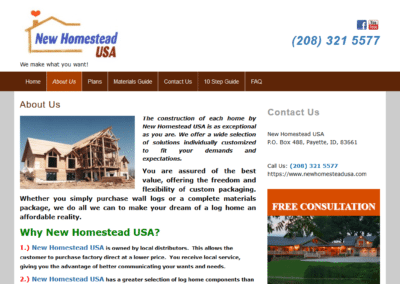 New Homestead
USA
We make what you want!
You Tube
(208) 321 5577
Home About Us Plans Materials Guide Contact Us 10 Step Guide FAQ
About Us
The construction of each home by
New Homestead USA is as exceptional
as you are. We offer a wide selection
of solutions individually customized
to fit your demands and
expectations.
You are assured of the best
value, offering the freedom and
flexibility of custom packaging.
Whether you simply purchase wall logs or a complete materials
package, we do all we can to make your dream of a log home an
affordable reality.
Why New Homestead USA?
1.) New Homestead USA is owned by local distributors. This allows the
customer to purchase factory direct at a lower price. You receive local service,
giving you the advantage of better communicating your wants and needs.
2.) New Homestead USA has a greater selection of log home components than
Contact Us
New Homestead USA
P.O. Box 488, Payette, ID, 83661
Call Us: (208) 321 5577
https://www.newhomesteadusa.com
FREE CONSULTATION